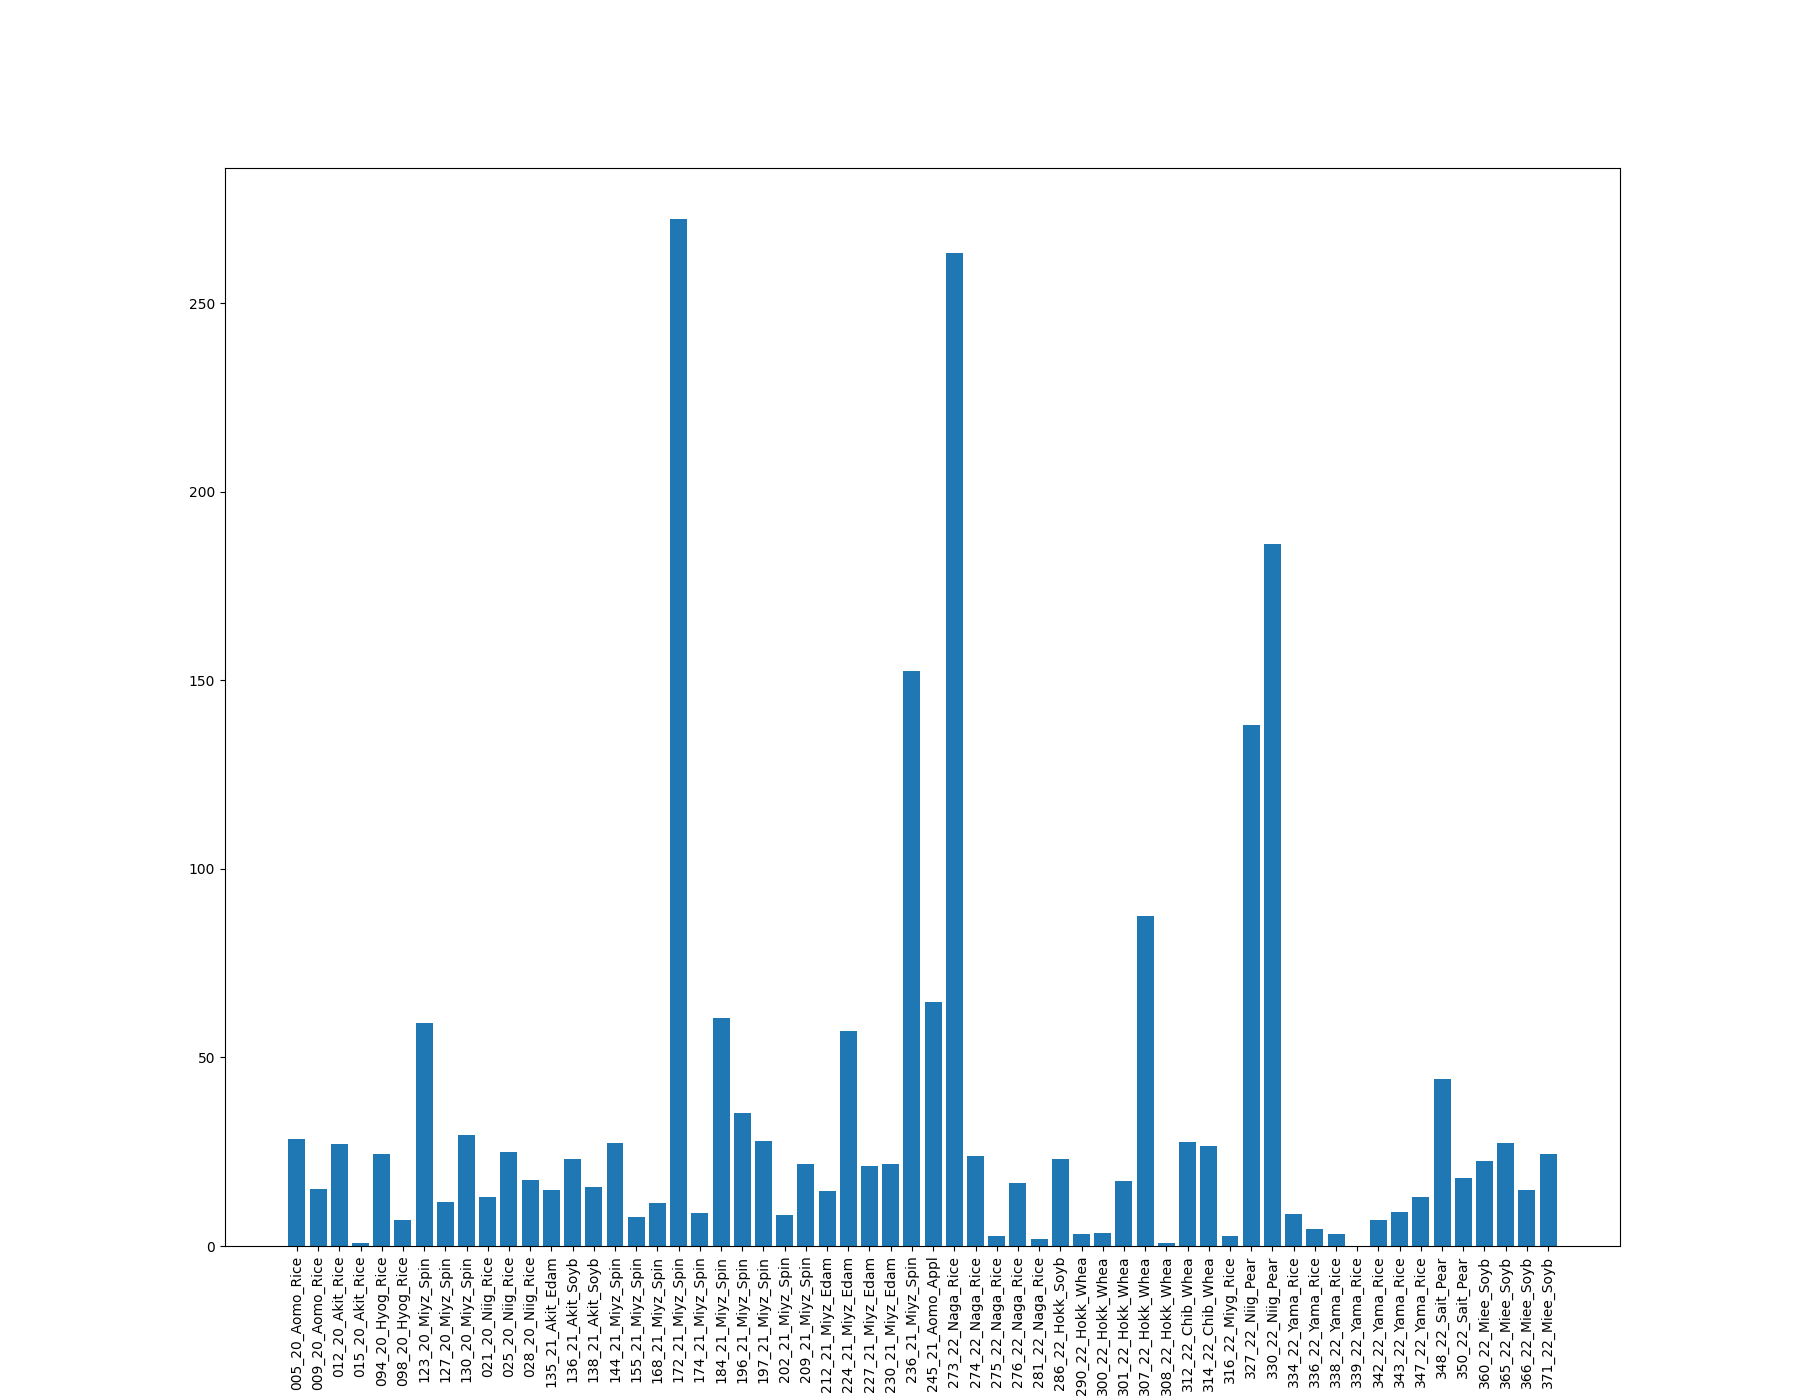 250
200
150
100
50
0
005_20_Aomo_Rice
009_20_Aomo_Rice
012_20_Akit_Rice
015_20_Akit_Rice
094_20_Hyog_Rice
098_20_Hyog_Rice
123_20_Miyz_Spin
127_20_Miyz_Spin
130_20_Miyz_Spin
021_20_Niig_Rice
025_20_Niig_Rice
028_20_Niig_Rice
135_21_Akit_Edam
136_21_Akit_Soyb
138_21_Akit_Soyb
144_21_Miyz_Spin
155_21_Miyz_Spin
168_21_Miyz_Spin
172_21_Miyz_Spin
174_21_Miyz_Spin
184_21_Miyz_Spin
196_21_Miyz_Spin
197_21_Miyz_Spin
202_21_Miyz_Spin
209_21_Miyz_Spin
212_21_Miyz_Edam
224_21_Miyz_Edam
227_21_Miyz_Edam
230_21_Miyz_Edam
236_21_Miyz_Spin
245_21_Aomo_Appl
273_22_Naga_Rice
274_22_Naga_Rice
275_22_Naga_Rice
276_22_Naga_Rice
281_22_Naga_Rice
286_22_Hokk_Soyb
290_22_Hokk_Whea
300_22_Hokk_Whea
301_22_Hokk_Whea
307_22_Hokk_Whea
308_22_Hokk_Whea
312_22_Chib_Whea
314_22_Chib_Whea
316_22_Miyg_Rice
327_22_Niig_Pear
330_22_Niig_Pear
334_22_Yama_Rice
336_22_Yama_Rice
338_22_Yama_Rice
339_22_Yama_Rice
342_22_Yama_Rice
343_22_Yama_Rice
347_22_Yama_Rice
348_22_Sait_Pear
350_22_Sait_Pear
360_22_Miee_Soyb
365_22_Miee_Soyb
366_22_Miee_Soyb
371_22_Miee_Soyb